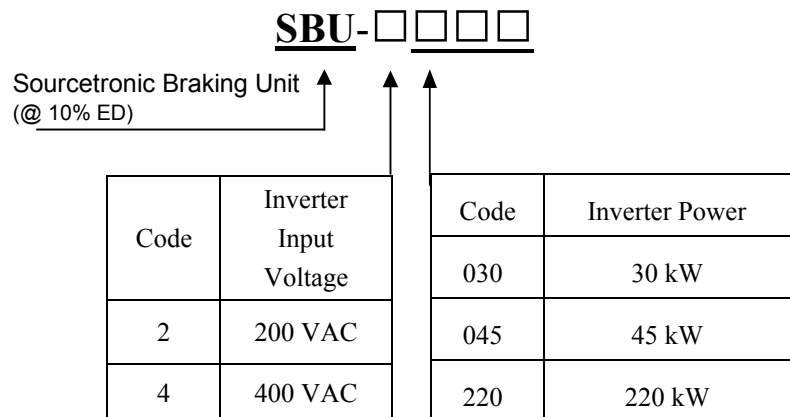 SBU-□□□□
Sourcetronic Braking Unit
(@ 10% ED)
Code
Inverter
Input
Voltage
2 200 VAC
4 400 VAC
Code Inverter Power
030 30 kW
045 45 kW
220 220 kW